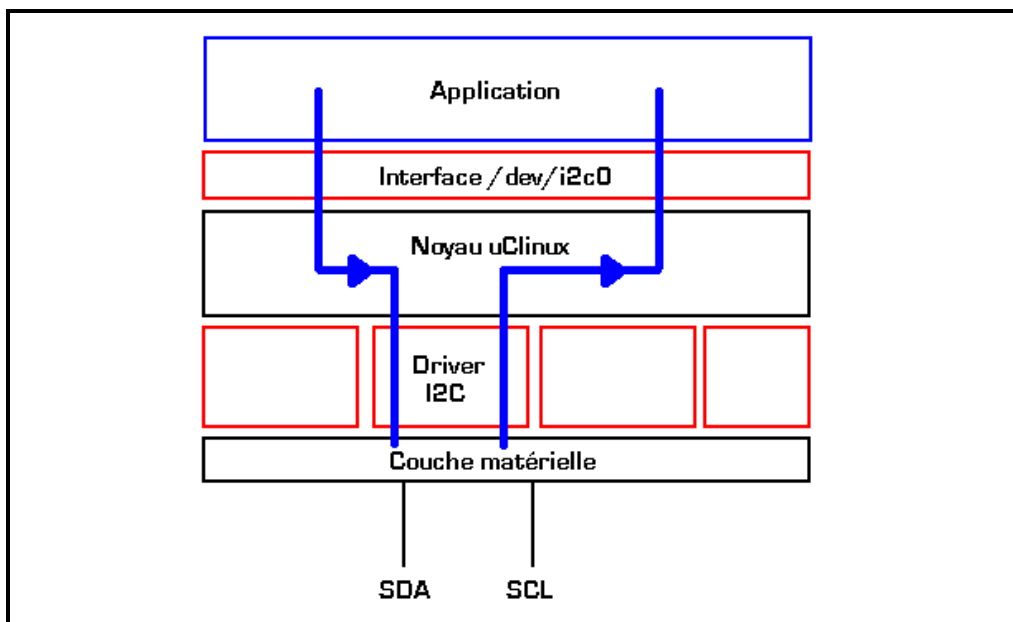 Application
Interface /dev/i2c0
Noyau uClinux
Driver
I2C
Couche matérielle
SDA
SCL